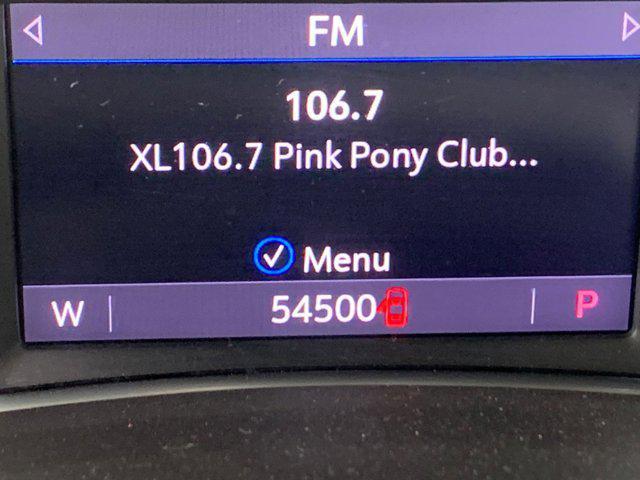 FM
106.7
XL106.7 Pink Pony Club...
Menu
W 54500 P